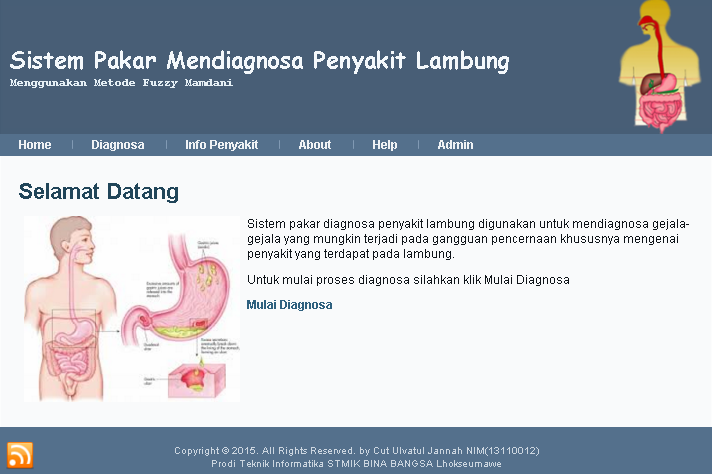 Sistem Pakar Mendiagnosa Penyakit Lambung
Menggunakan Metode Fuzzy Mamdani
Home | Diagnosa | Info Penyakit | About | Help | Admin
Selamat Datang
Sistem pakar diagnosa penyakit lambung digunakan untuk mendiagnosa gejala-
gejala yang mungkin terjadi pada gangguan pencernaan khususnya mengenai
penyakit yang terdapat pada lambung.
Untuk mulai proses diagnosa silahkan klik Mulai Diagnosa
Mulai Diagnosa
Copyright © 2015. All Rights Reserved. by Cut Ulvatul Jannah NIM(13110012)
Prodi Teknik Informatika STMIK BINA BANGSA Lhokseumawe